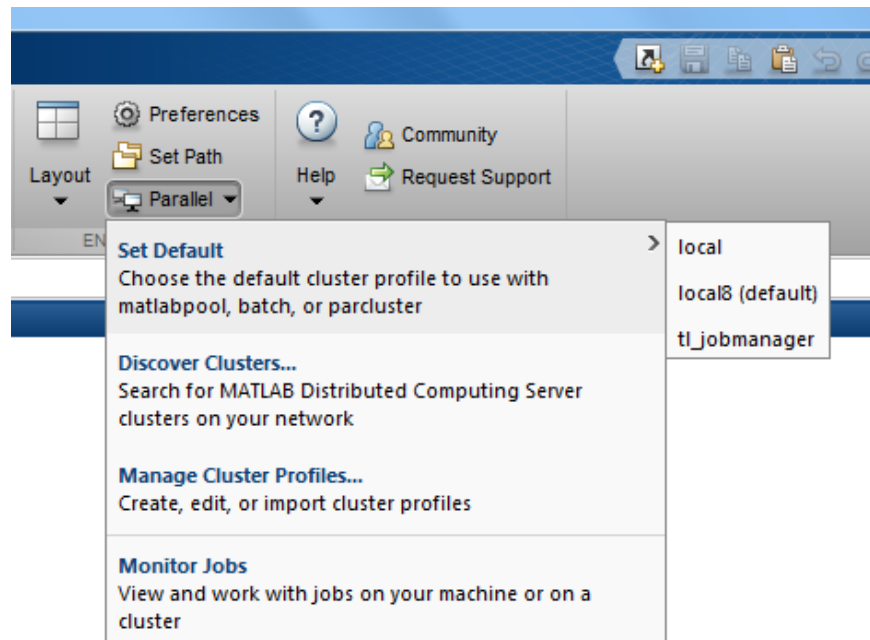 Preferences
Set Path
Layout
Parallel
Help
Community
Request Support
EN
Set Default
Choose the default cluster profile to use with
matlabpool, batch, or parcluster
local
local8 (default)
tl_jobmanager
Discover Clusters...
Search for MATLAB Distributed Computing Server
clusters on your network
Manage Cluster Profiles...
Create, edit, or import cluster profiles
Monitor Jobs
View and work with jobs on your machine or on a
cluster